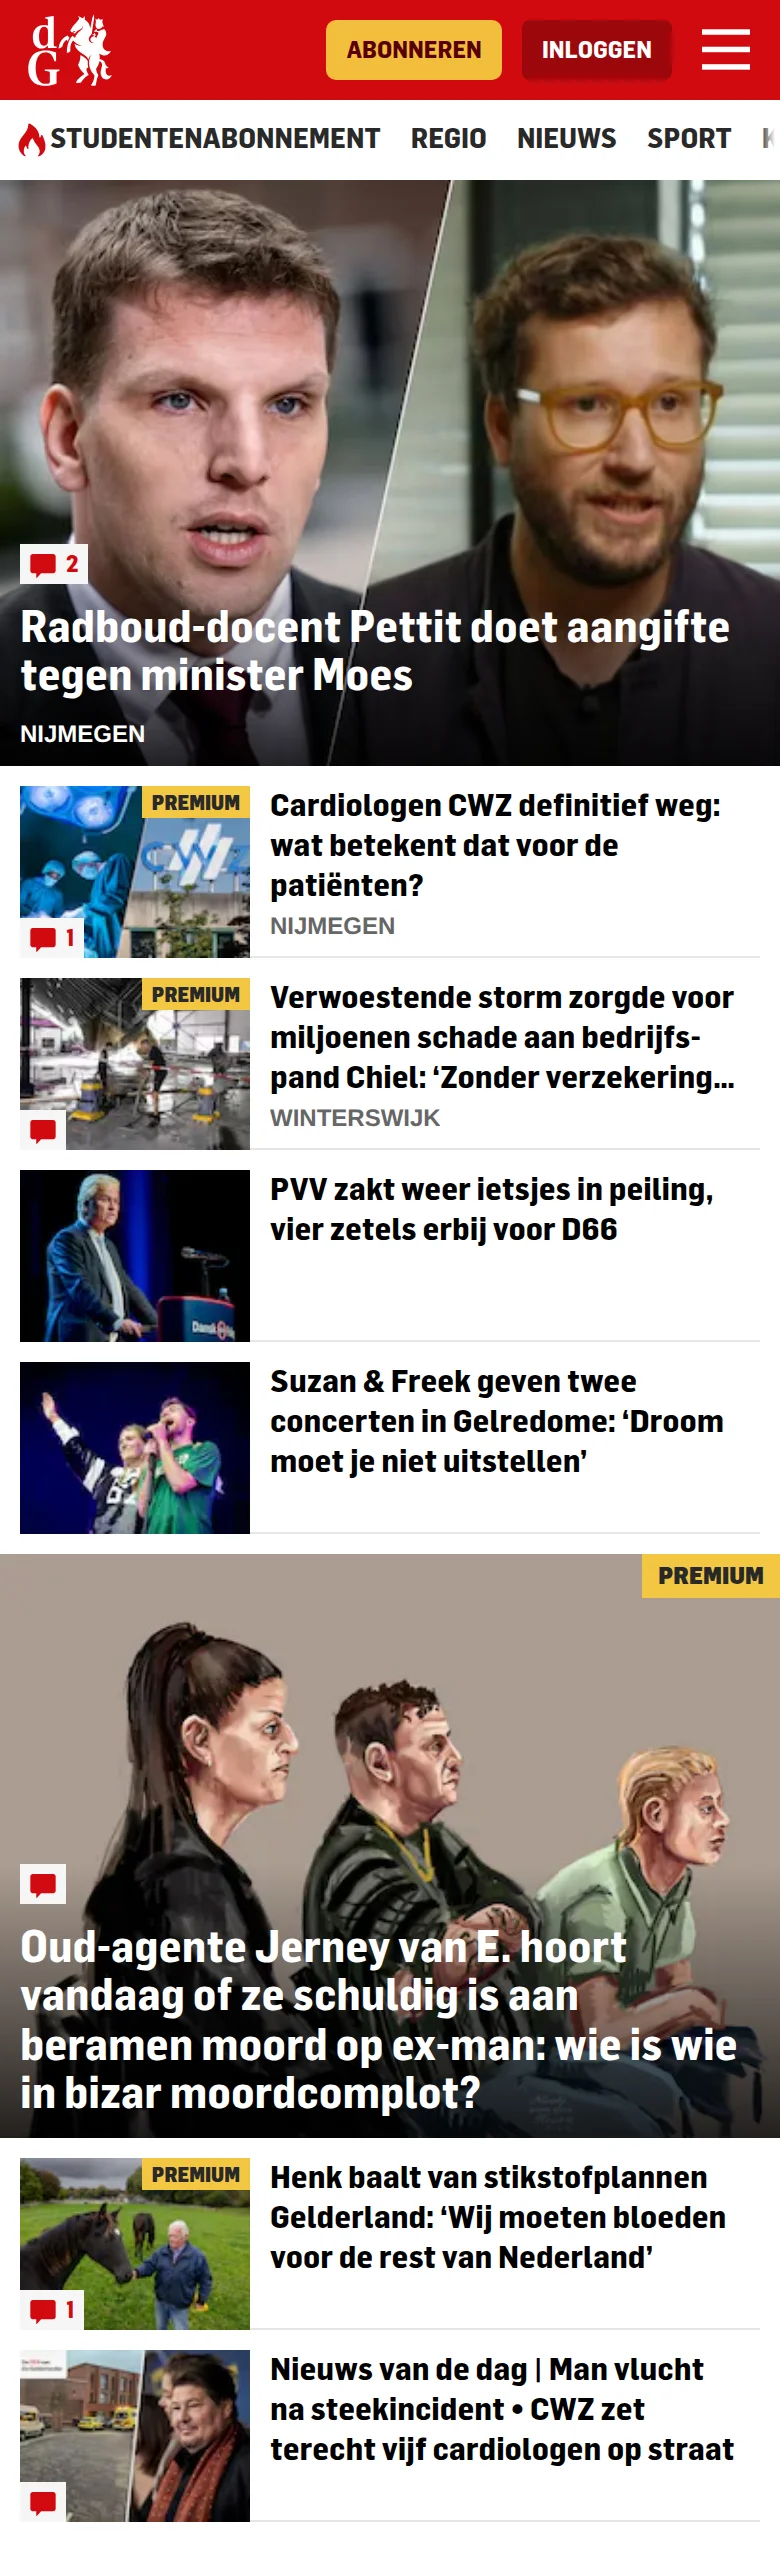 dG
ABONNEREN
INLOGGEN
STUDENTENABONNEMENT REGIO NIEUWS SPORT
2
Radboud-docent Pettit doet aangifte
tegen minister Moes
NIJMEGEN
PREMIUM
CWZ
1
Cardiologen CWZ definitief weg:
wat betekent dat voor de
patiënten?
NIJMEGEN
PREMIUM
Verwoestende storm zorgde voor
miljoenen schade aan bedrijfs-
pand Chiel: ‘Zonder verzekering...
WINTERSWIJK
PVV zakt weer ietsjes in peiling,
vier zetels erbij voor D66
Suzan & Freek geven twee
concerten in Gelredome: ‘Droom
moet je niet uitstellen’
PREMIUM
Oud-agente Jerney van E. hoort
vandaag of ze schuldig is aan
beramen moord op ex-man: wie is wie
in bizar moordcomplot?
PREMIUM
1
Henk baalt van stikstofplannen
Gelderland: ‘Wij moeten bloeden
voor de rest van Nederland’
Nieuws van de dag | Man vlucht
na steekincident • CWZ zet
terecht vijf cardiologen op straat